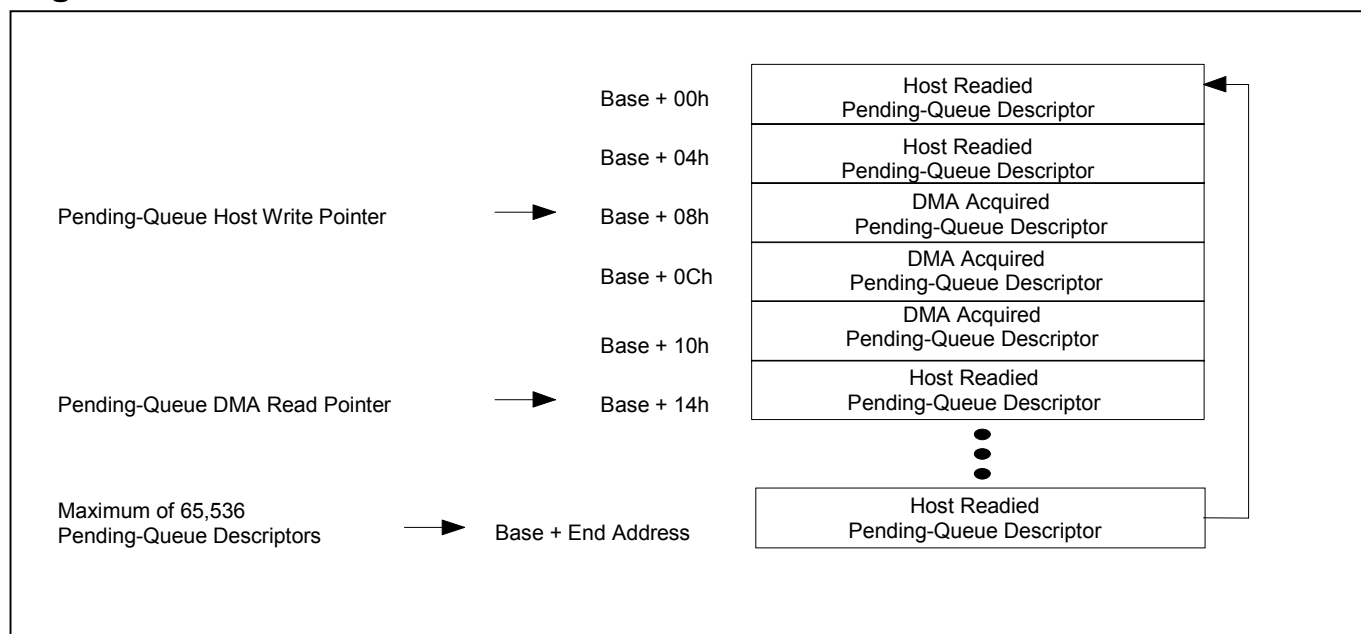 Base + 00h
Host Readied
Pending-Queue Descriptor
Base + 04h
Host Readied
Pending-Queue Descriptor
Pending-Queue Host Write Pointer
Base + 08h
DMA Acquired
Pending-Queue Descriptor
Base + 0Ch
DMA Acquired
Pending-Queue Descriptor
Base + 10h
DMA Acquired
Pending-Queue Descriptor
Pending-Queue DMA Read Pointer
Base + 14h
Host Readied
Pending-Queue Descriptor
Maximum of 65,536
Pending-Queue Descriptors
Base + End Address
Host Readied
Pending-Queue Descriptor